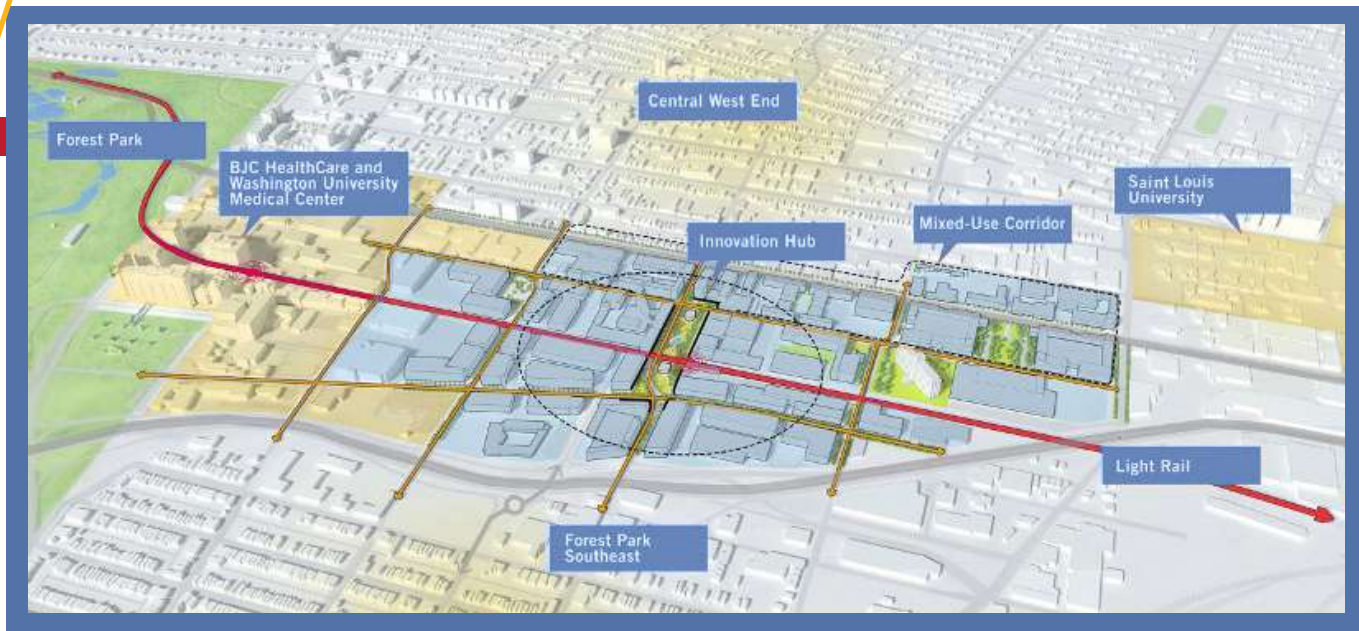 Central West End
Forest Park
BJC HealthCare and
Washington University
Medical Center
Saint Louis
University
Mixed-Use Corridor
Innovation Hub
Light Rail
Forest Park
Southeast